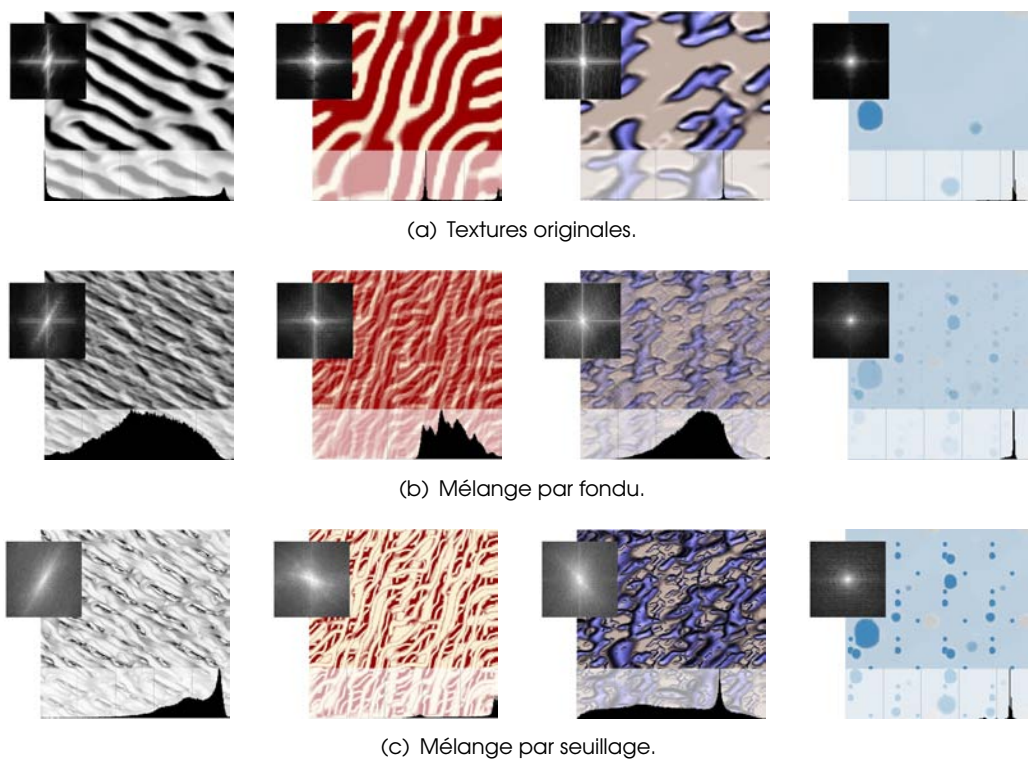 (a) Textures originales.
(b) Mélange par fondu.
(c) Mélange par seuillage.